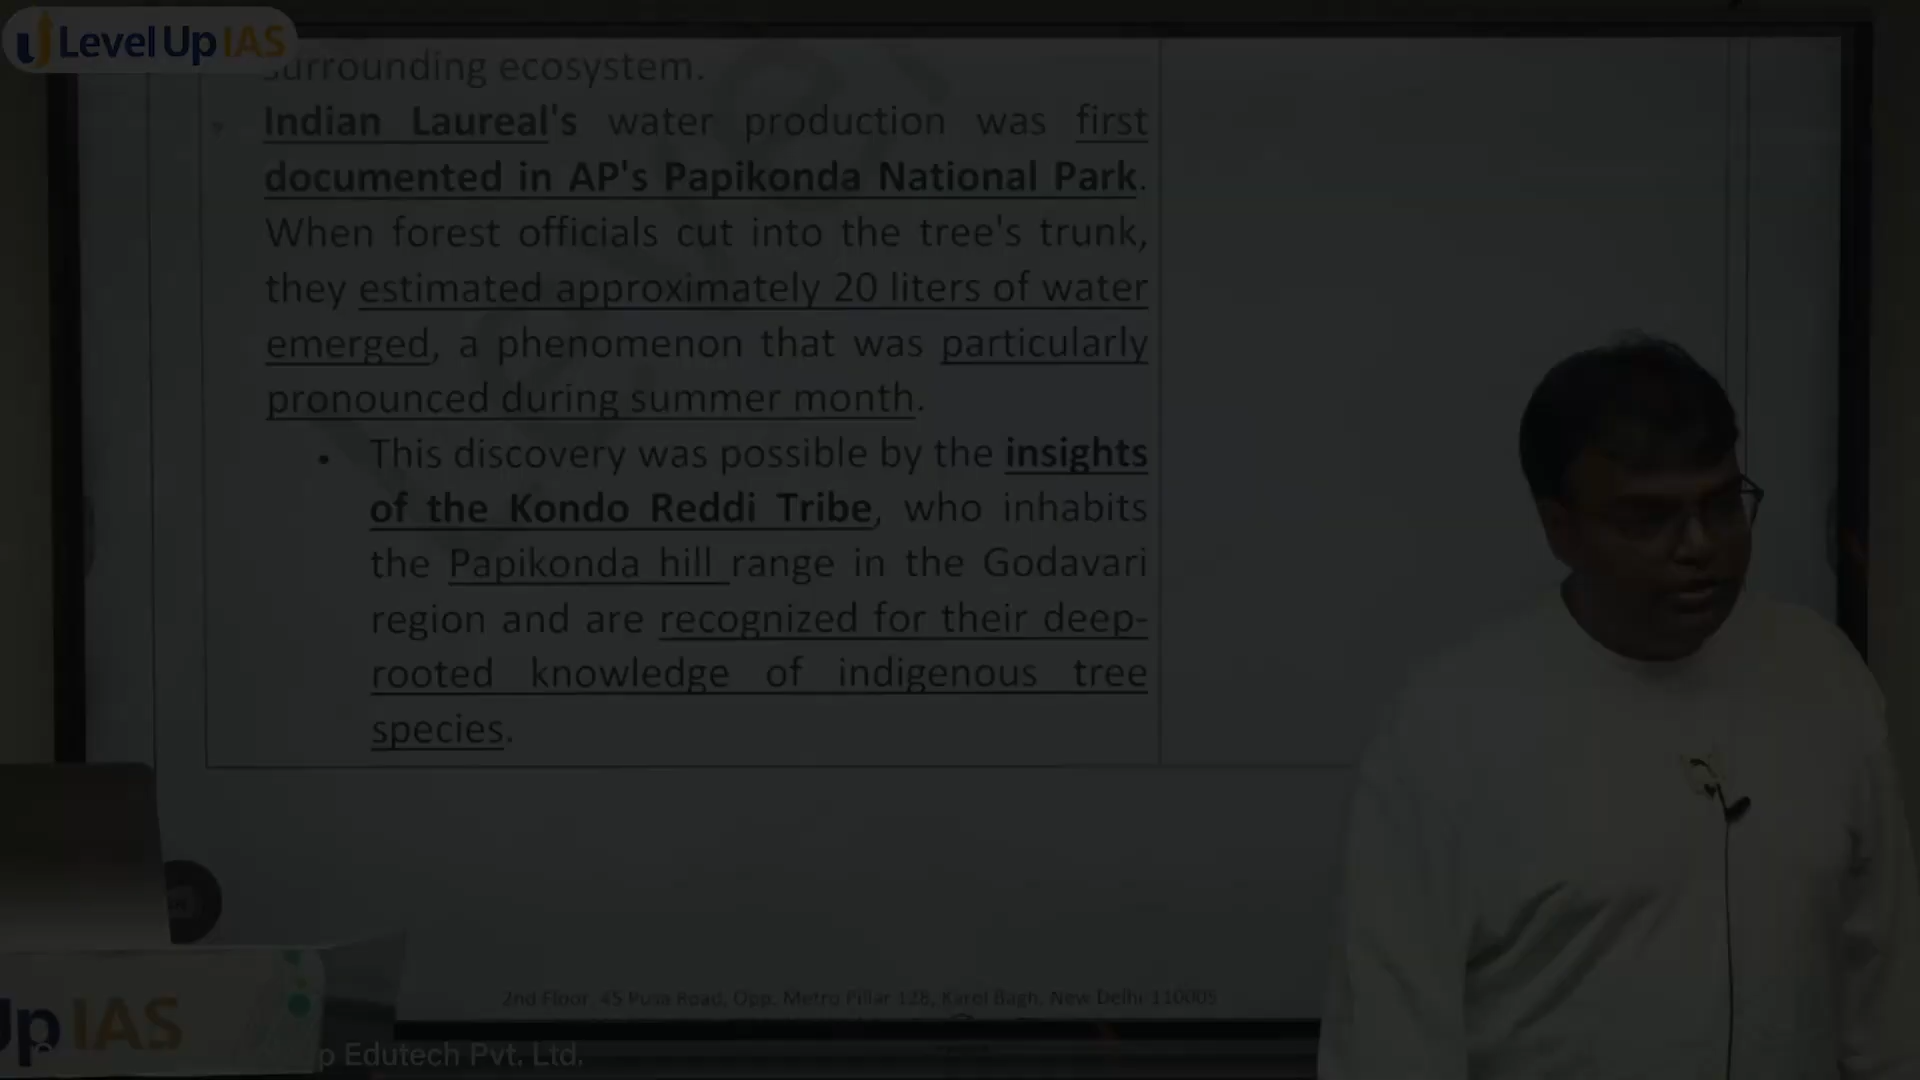 Level Up IAS
surrounding ecosystem.
Indian Laureal's water production was first
documented in AP's Papikonda National Park.
When forest officials cut into the tree's trunk,
they estimated approximately 20 liters of water
emerged, a phenomenon that was particularly
pronounced during summer month.
This discovery was possible by the insights
of the Kondo Reddi Tribe, who inhabits
the Papikonda hill range in the Godavari
region and are recognized for their deep-
rooted knowledge of indigenous tree
species.
2nd Floor, 45 Pusa Road, Opp. Metro Pillar 128, Karol Bagh, New Delhi-110005
Up IAS
p Edutech Pvt. Ltd.